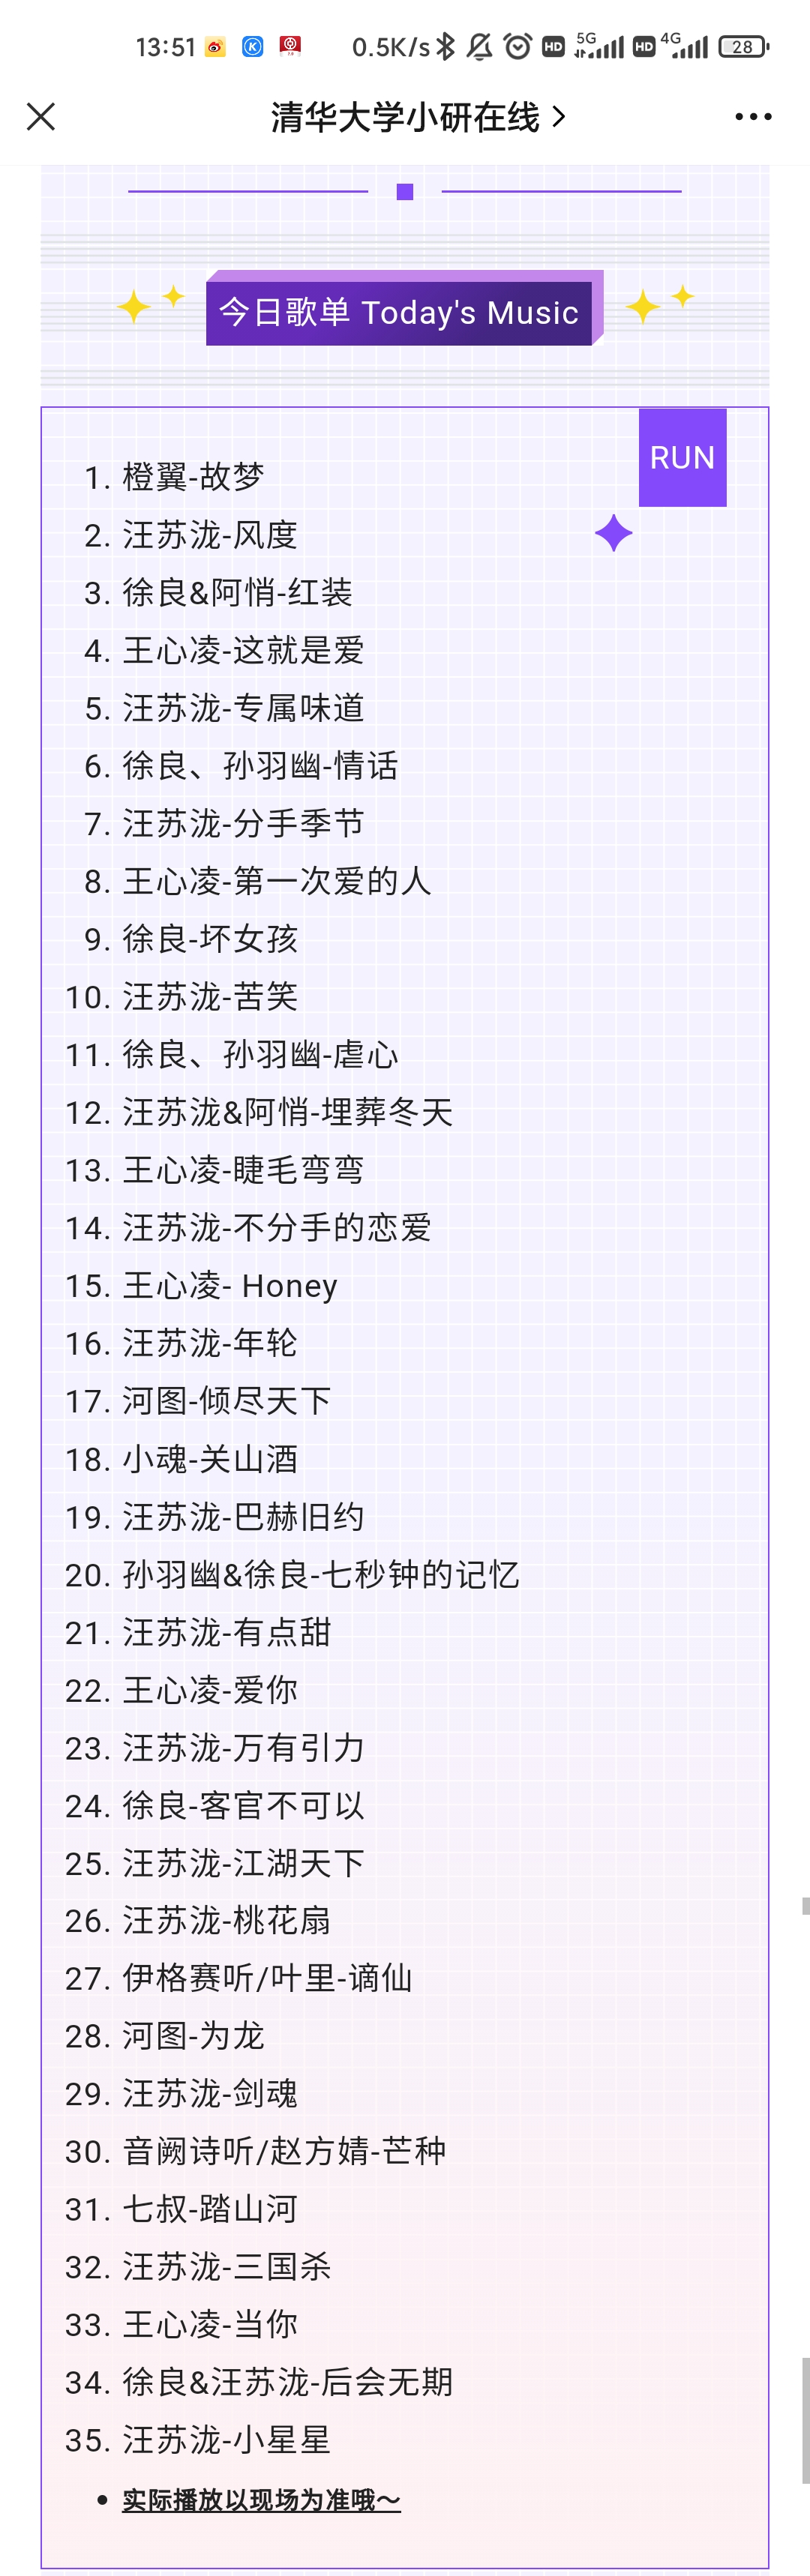 13:51 0.5K/s HD 5G HD 4G 28
清华大学小研在线
今日歌单 Today's Music
RUN
1. 橙翼-故梦
2. 汪苏泷-风度
3. 徐良&阿悄-红装
4. 王心凌-这就是爱
5. 汪苏泷-专属味道
6. 徐良、孙羽幽-情话
7. 汪苏泷-分手季节
8. 王心凌-第一次爱的人
9. 徐良-坏女孩
10. 汪苏泷-苦笑
11. 徐良、孙羽幽-虐心
12. 汪苏泷&阿悄-埋葬冬天
13. 王心凌-睫毛弯弯
14. 汪苏泷-不分手的恋爱
15. 王心凌- Honey
16. 汪苏泷-年轮
17. 河图-倾尽天下
18. 小魂-关山酒
19. 汪苏泷-巴赫旧约
20. 孙羽幽&徐良-七秒钟的记忆
21. 汪苏泷-有点甜
22. 王心凌-爱你
23. 汪苏泷-万有引力
24. 徐良-客官不可以
25. 汪苏泷-江湖天下
26. 汪苏泷-桃花扇
27. 伊格赛听/叶里-谪仙
28. 河图-为龙
29. 汪苏泷-剑魂
30. 音阙诗听/赵方婧-芒种
31. 七叔-踏山河
32. 汪苏泷-三国杀
33. 王心凌-当你
34. 徐良&汪苏泷-后会无期
35. 汪苏泷-小星星
• 实际播放以现场为准哦～